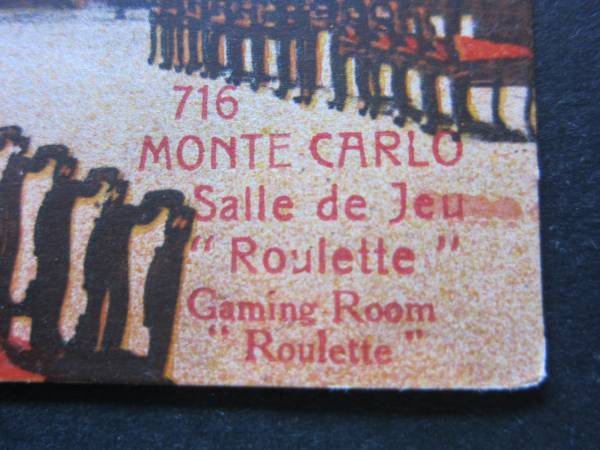 716
MONTE CARLO
Salle de Jeu
" Roulette "
Gaming Room
" Roulette "